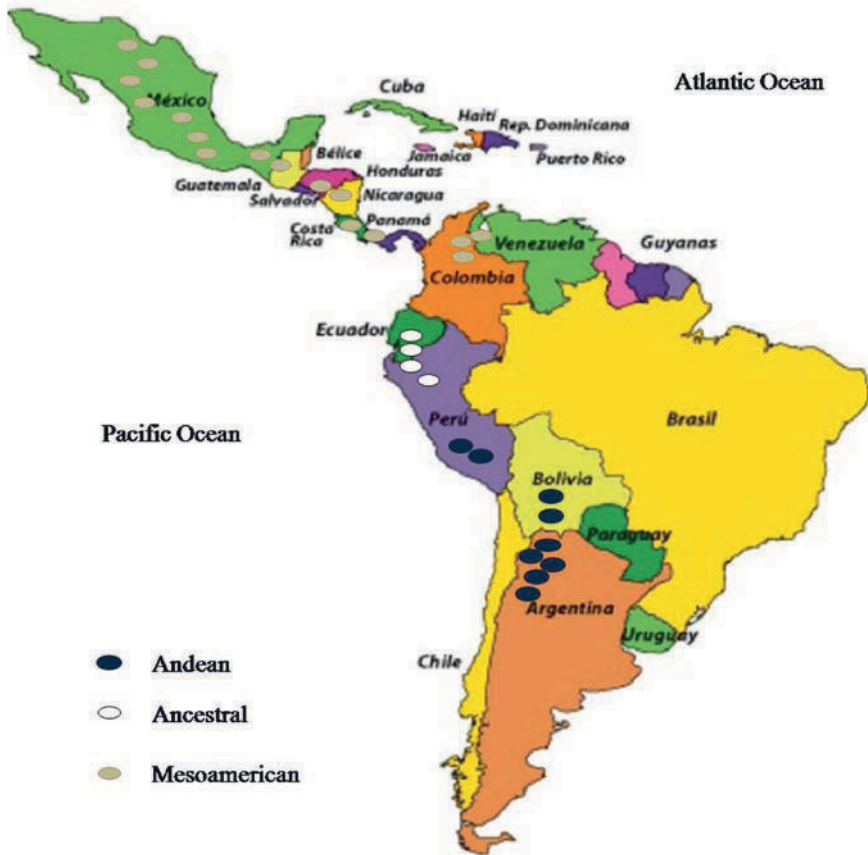 Atlantic Ocean
Cuba
Haití
Rep. Dominicana
México
Jamaica
Puerto Rico
Bélice
Honduras
Guatemala
Salvador
Nicaragua
Costa
Rica
Panamá
Venezuela
Guyanas
Colombia
Ecuador
Perú
Brasil
Pacific Ocean
Bolivia
Paraguay
Argentina
Uruguay
Chile
Andean
Ancestral
Mesoamerican